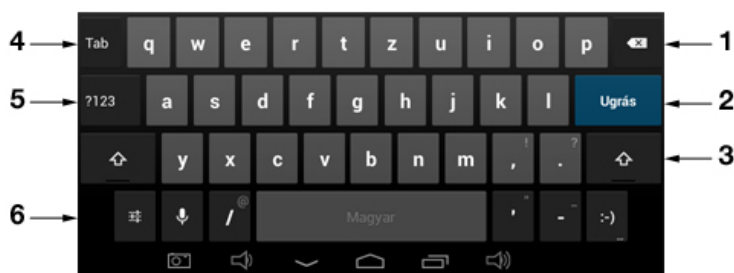 4 Tab q w e r t z u i o p 1
5 ?123 a s d f g h j k l Ugrás 2
y x c v b n m , ! . ? 3
6 / @ Magyar ' " - _ :-)